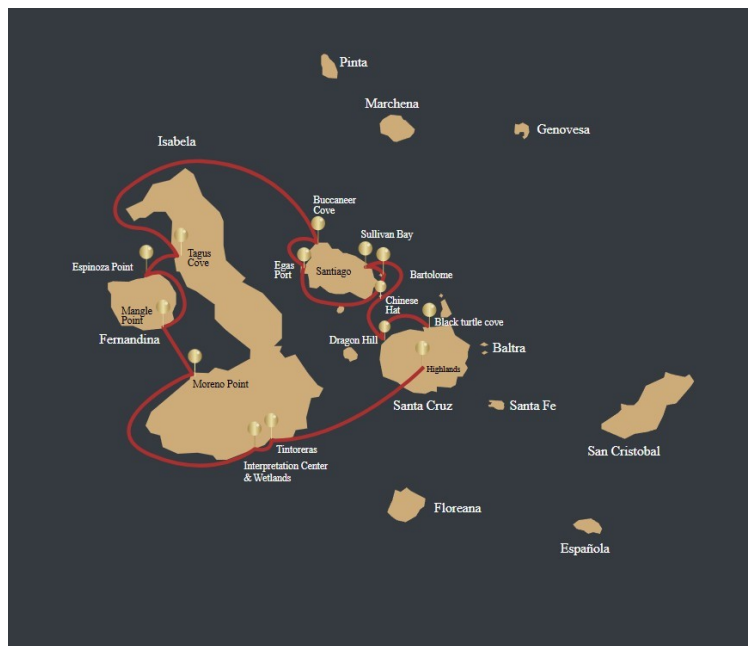 Pinta
Marchena
Genovesa
Isabela
Buccaneer
Cove
Sullivan Bay
Tagus
Cove
Espinoza Point
Egas
Port
Santiago
Bartolome
Mangle
Point
Chinese
Hat
Fernandina
Dragon Hill
Black turtle cove
Baltra
Highlands
Moreno Point
Santa Cruz
Santa Fe
San Cristobal
Tintoreras
Interpretation Center
& Wetlands
Floreana
Española